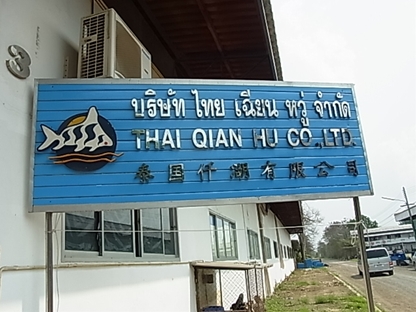 3
บริษัท ไทย เฉียน หวู่ จำกัด
THAI QIAN HU CO.,LTD.
泰国仟湖有限公司